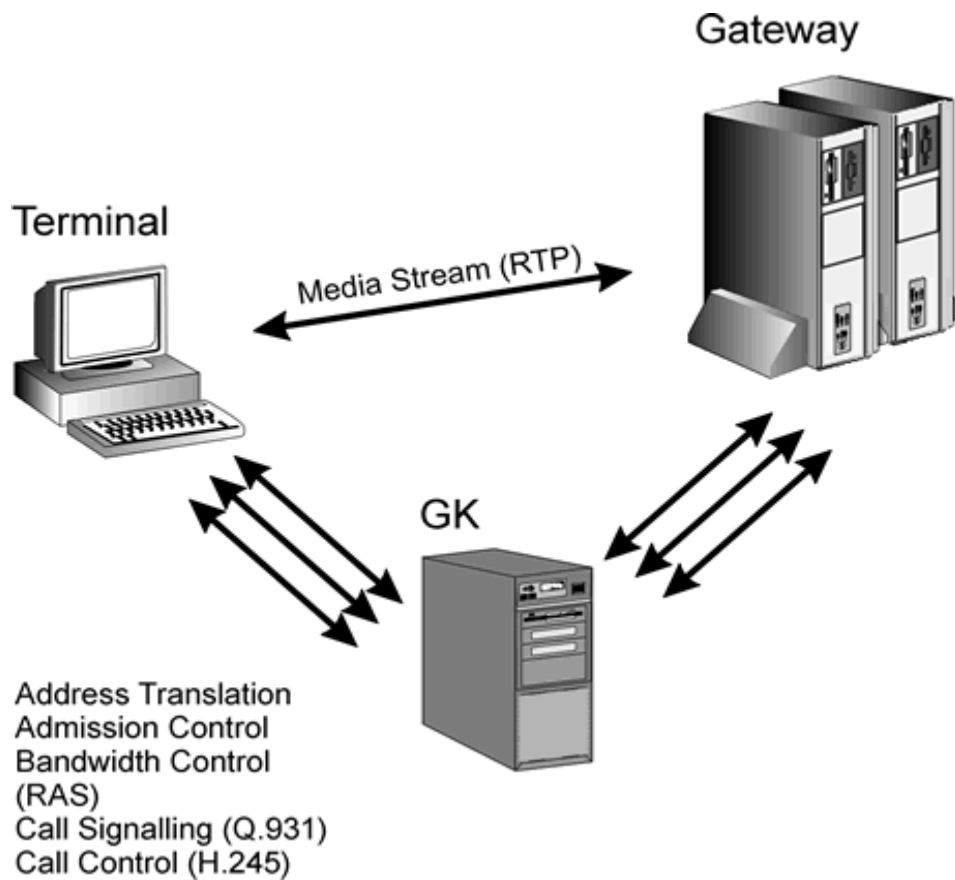 Gateway
Terminal
Media Stream (RTP)
GK
Address Translation
Admission Control
Bandwidth Control
(RAS)
Call Signalling (Q.931)
Call Control (H.245)